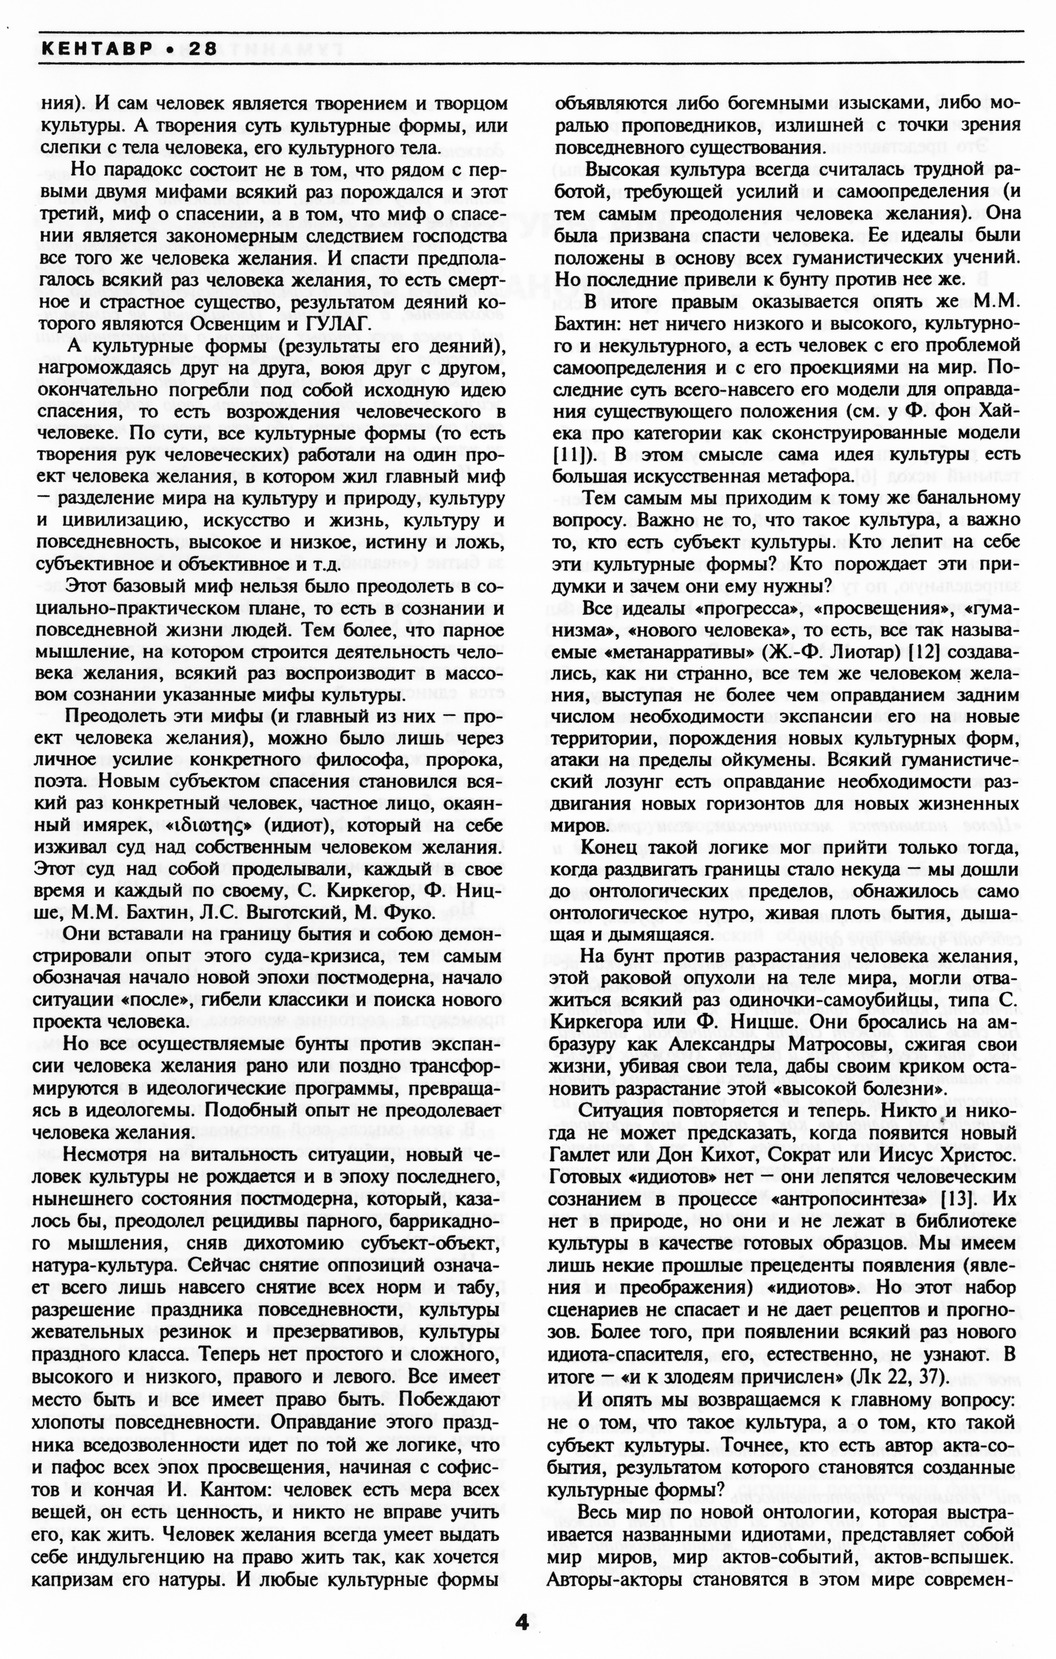 КЕНТАВР • 28
ния). И сам человек является творением и творцом
культуры. А творения суть культурные формы, или
слепки с тела человека, его культурного тела.
Но парадокс состоит не в том, что рядом с пер-
выми двумя мифами всякий раз порождался и этот
третий, миф о спасении, а в том, что миф о спасе-
нии является закономерным следствием господства
все того же человека желания. И спасти предпола-
галось всякий раз человека желания, то есть смерт-
ное и страстное существо, результатом деяний ко-
торого являются Освенцим и ГУЛАГ.
А культурные формы (результаты его деяний),
нагромождаясь друг на друга, воюя друг с другом,
окончательно погребли под собой исходную идею
спасения, то есть возрождения человеческого в
человеке. По сути, все культурные формы (то есть
творения рук человеческих) работали на один про-
ект человека желания, в котором жил главный миф
— разделение мира на культуру и природу, культуру
и цивилизацию, искусство и жизнь, культуру и
повседневность, высокое и низкое, истину и ложь,
субъективное и объективное и т.д.
Этот базовый миф нельзя было преодолеть в со-
циально-практическом плане, то есть в сознании и
повседневной жизни людей. Тем более, что парное
мышление, на котором строится деятельность чело-
века желания, всякий раз воспроизводит в массо-
вом сознании указанные мифы культуры.
Преодолеть эти мифы (и главный из них — про-
ект человека желания), можно было лишь через
личное усилие конкретного философа, пророка,
поэта. Новым субъектом спасения становился вся-
кий раз конкретный человек, частное лицо, окаян-
ный имярек, «ιδιωτης» (идиот), который на себе
изживал суд над собственным человеком желания.
Этот суд над собой проделывали, каждый в свое
время и каждый по своему, С. Киркегор, Ф. Ниц-
ше, М.М. Бахтин, Л.С. Выготский, М. Фуко.
Они вставали на границу бытия и собою демон-
стрировали опыт этого суда-кризиса, тем самым
обозначая начало новой эпохи постмодерна, начало
ситуации «после», гибели классики и поиска нового
проекта человека.
Но все осуществляемые бунты против экспан-
сии человека желания рано или поздно трансфор-
мируются в идеологические программы, превраща-
ясь в идеологемы. Подобный опыт не преодолевает
человека желания.
Несмотря на витальность ситуации, новый че-
ловек культуры не рождается и в эпоху последнего,
нынешнего состояния постмодерна, который, каза-
лось бы, преодолел рецидивы парного, баррикадно-
го мышления, сняв дихотомию субъект-объект,
натура-культура. Сейчас снятие оппозиций означа-
ет всего лишь навсего снятие всех норм и табу,
разрешение праздника повседневности, культуры
жевательных резинок и презервативов, культуры
праздного класса. Теперь нет простого и сложного,
высокого и низкого, правого и левого. Все имеет
место быть и все имеет право быть. Побеждают
хлопоты повседневности. Оправдание этого празд-
ника вседозволенности идет по той же логике, что
и пафос всех эпох просвещения, начиная с софис-
тов и кончая И. Кантом: человек есть мера всех
вещей, он есть ценность, и никто не вправе учить
его, как жить. Человек желания всегда умеет выдать
себе индульгенцию на право жить так, как хочется
капризам его натуры. И любые культурные формы
объявляются либо богемными изысками, либо мо-
ралью проповедников, излишней с точки зрения
повседневного существования.
Высокая культура всегда считалась трудной ра-
ботой, требующей усилий и самоопределения (и
тем самым преодоления человека желания). Она
была призвана спасти человека. Ее идеалы были
положены в основу всех гуманистических учений.
Но последние привели к бунту против нее же.
В итоге правым оказывается опять же М.М.
Бахтин: нет ничего низкого и высокого, культурно-
го и некультурного, а есть человек с его проблемой
самоопределения и с его проекциями на мир. По-
следние суть всего-навсего его модели для оправда-
ния существующего положения (см. у Ф. фон Хай-
ека про категории как сконструированные модели
[11]). В этом смысле сама идея культуры есть
большая искусственная метафора.
Тем самым мы приходим к тому же банальному
вопросу. Важно не то, что такое культура, а важно
то, кто есть субъект культуры. Кто лепит на себе
эти культурные формы? Кто порождает эти при-
думки и зачем они ему нужны?
Все идеалы «прогресса», «просвещения», «гума-
низма», «нового человека», то есть, все так называ-
емые «метанарративы» (Ж.-Ф. Лиотар) [12] создава-
лись, как ни странно, все тем же человеком жела-
ния, выступая не более чем оправданием задним
числом необходимости экспансии его на новые
территории, порождения новых культурных форм,
атаки на пределы ойкумены. Всякий гуманистиче-
ский лозунг есть оправдание необходимости раз-
двигания новых горизонтов для новых жизненных
миров.
Конец такой логике мог прийти только тогда,
когда раздвигать границы стало некуда — мы дошли
до онтологических пределов, обнажилось само
онтологическое нутро, живая плоть бытия, дыша-
щая и дымящаяся.
На бунт против разрастания человека желания,
этой раковой опухоли на теле мира, могли отва-
житься всякий раз одиночки-самоубийцы, типа С.
Киркегора или Ф. Ницше. Они бросались на ам-
бразуру как Александры Матросовы, сжигая свои
жизни, убивая свои тела, дабы своим криком оста-
новить разрастание этой «высокой болезни».
Ситуация повторяется и теперь. Никто и нико-
гда не может предсказать, когда появится новый
Гамлет или Дон Кихот, Сократ или Иисус Христос.
Готовых «идиотов» нет — они лепятся человеческим
сознанием в процессе «антропосинтеза» [13]. Их
нет в природе, но они и не лежат в библиотеке
культуры в качестве готовых образцов. Мы имеем
лишь некие прошлые прецеденты появления (явле-
ния и преображения) «идиотов». Но этот набор
сценариев не спасает и не дает рецептов и прогно-
зов. Более того, при появлении всякий раз нового
идиота-спасителя, его, естественно, не узнают. В
итоге — «и к злодеям причислен» (Лк 22, 37).
И опять мы возвращаемся к главному вопросу:
не о том, что такое культура, а о том, кто такой
субъект культуры. Точнее, кто есть автор акта-со-
бытия, результатом которого становятся созданные
культурные формы?
Весь мир по новой онтологии, которая выстра-
ивается названными идиотами, представляет собой
мир миров, мир актов-событий, актов-вспышек.
Авторы-акторы становятся в этом мире современ-
4